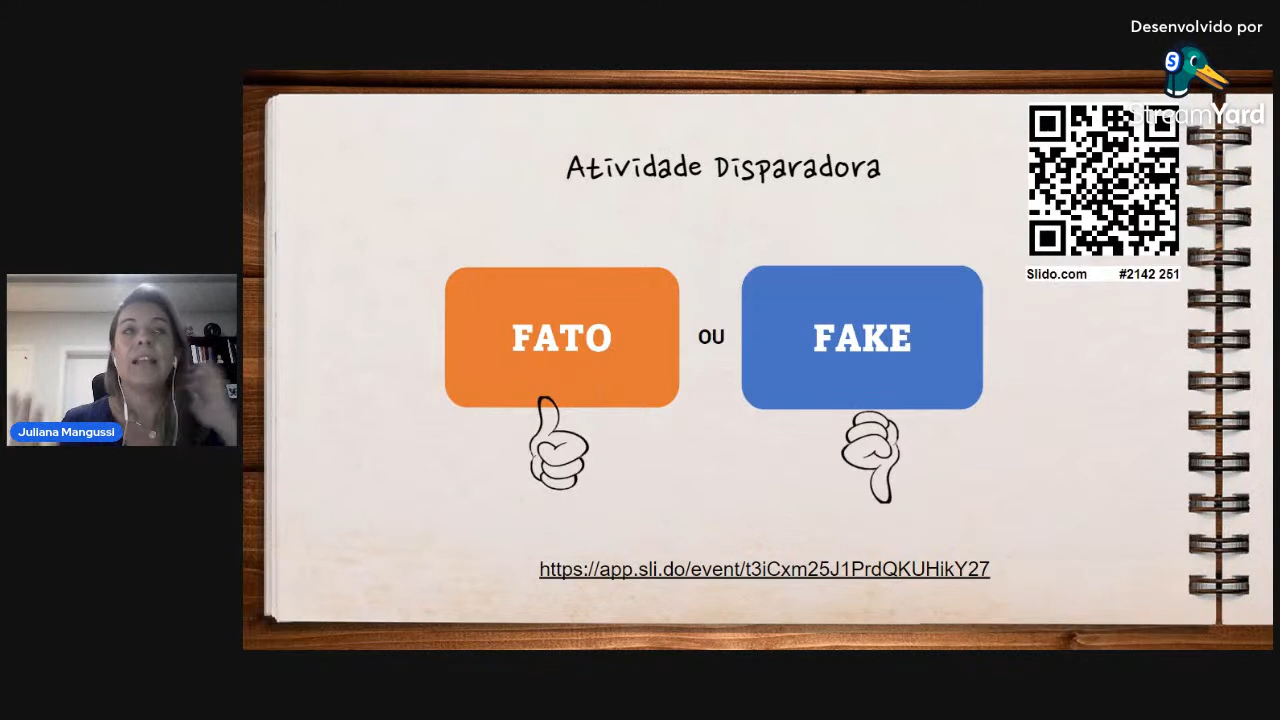 Desenvolvido por
StreamYard
Atividade Disparadora
Slido.com #2142 251
FATO
OU
FAKE
Juliana Mangussi
https://app.sli.do/event/t3iCxm25J1PrdQKUHikY27